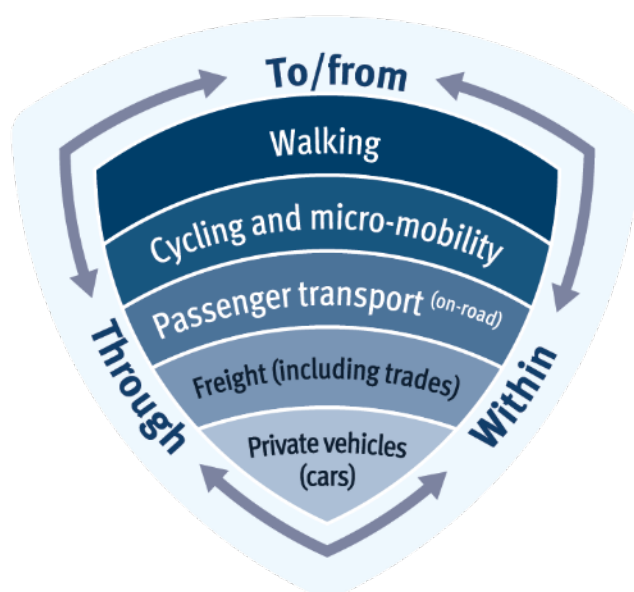 To/from
Walking
Cycling and micro-mobility
Passenger transport (on-road)
Freight (including trades)
Private vehicles
(cars)
Through
Within